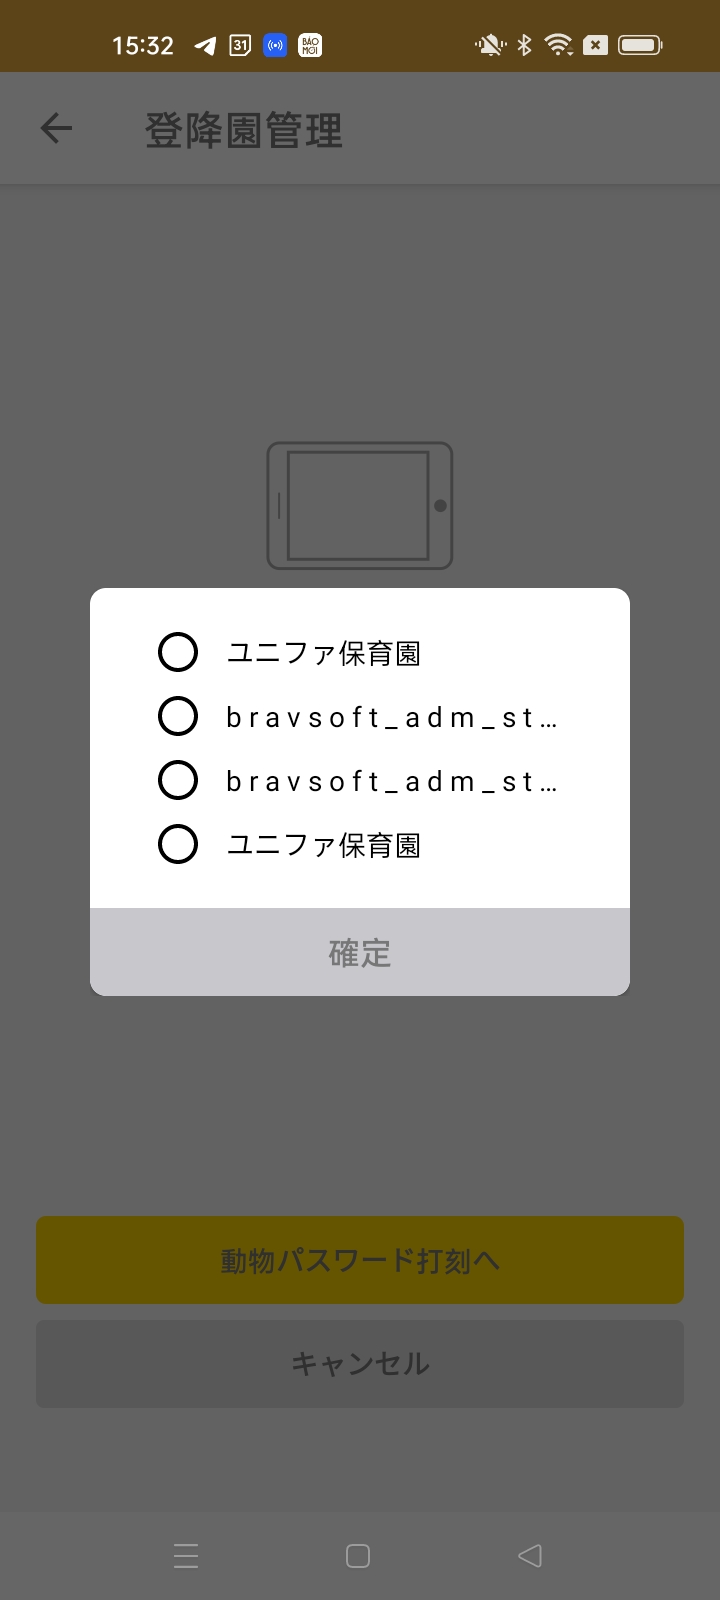 15:32
31
BÁO MỚI
登降園管理
ユニファ保育園
bravsoft_adm_st…
bravsoft_adm_st…
ユニファ保育園
確定
動物パスワード打刻へ
キャンセル